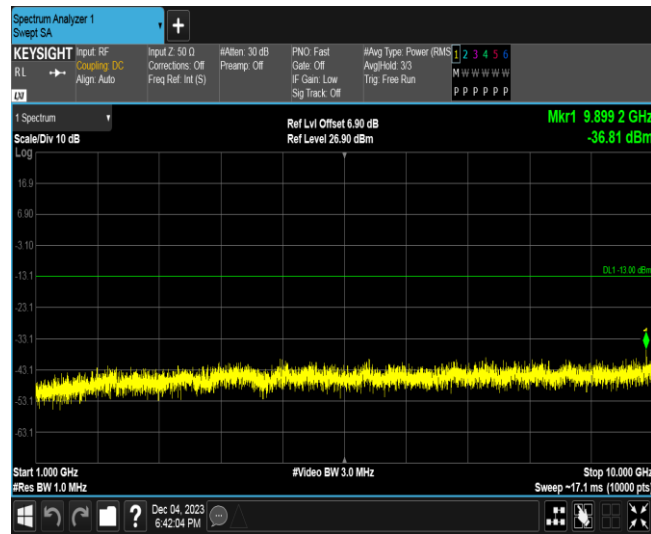 Spectrum Analyzer 1
Swept SA
+
KEYSIGHT Input: RF Input Z: 50 Ω #Atten: 30 dB PNO: Fast #Avg Type: Power (RMS 1 2 3 4 5 6
RL Coupling: DC Corrections: Off Preamp: Off Gate: Off Avg|Hold: 3/3 M W W W W W
Align: Auto Freq Ref: Int (S) IF Gain: Low Trig: Free Run
LXI Sig Track: Off P P P P P P
1 Spectrum
Ref Lvl Offset 6.90 dB Mkr1 9.899 2 GHz
Scale/Div 10 dB Ref Level 26.90 dBm -36.81 dBm
Log
16.9
6.90
-3.10
-13.1 DL1 -13.00 dBm
-23.1
-33.1
1
-43.1
-53.1
-63.1
Start 1.000 GHz #Video BW 3.0 MHz Stop 10.000 GHz
#Res BW 1.0 MHz Sweep ~17.1 ms (10000 pts)
? Dec 04, 2023
6:42:04 PM